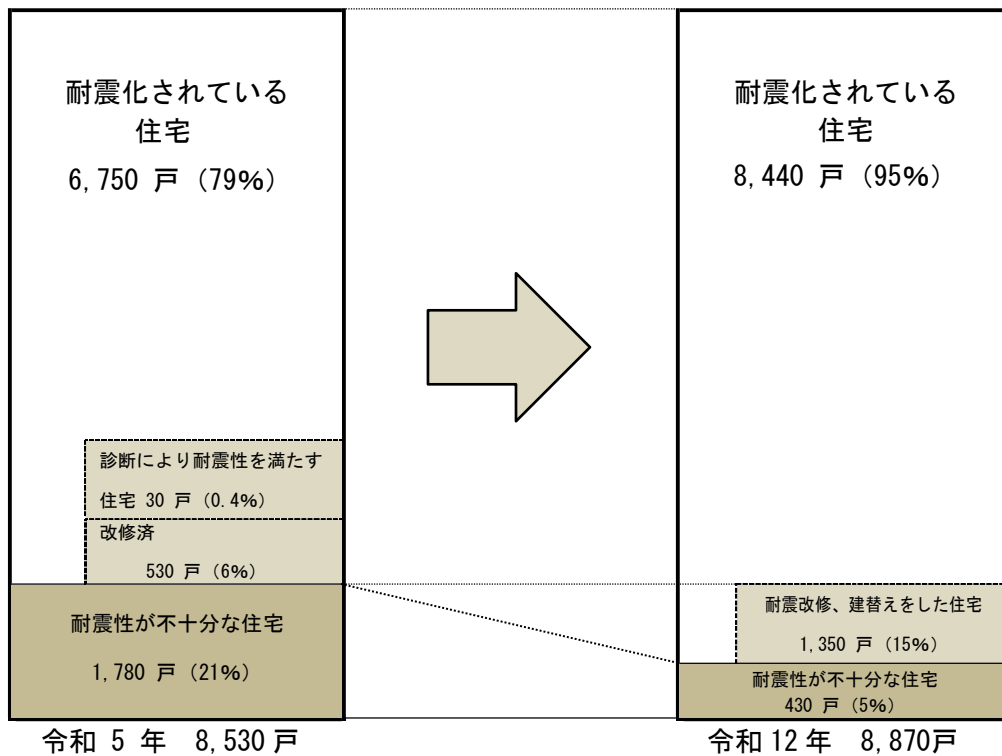 耐震化されている
住宅
6,750 戸（79%）
診断により耐震性を満たす
住宅 30 戸（0.4%）
改修済
530 戸（6%）
耐震性が不十分な住宅
1,780 戸（21%）
令和 5 年 8,530 戸
耐震化されている
住宅
8,440 戸（95%）
耐震改修、建替えをした住宅
1,350 戸（15%）
耐震性が不十分な住宅
430 戸（5%）
令和 12 年 8,870戸